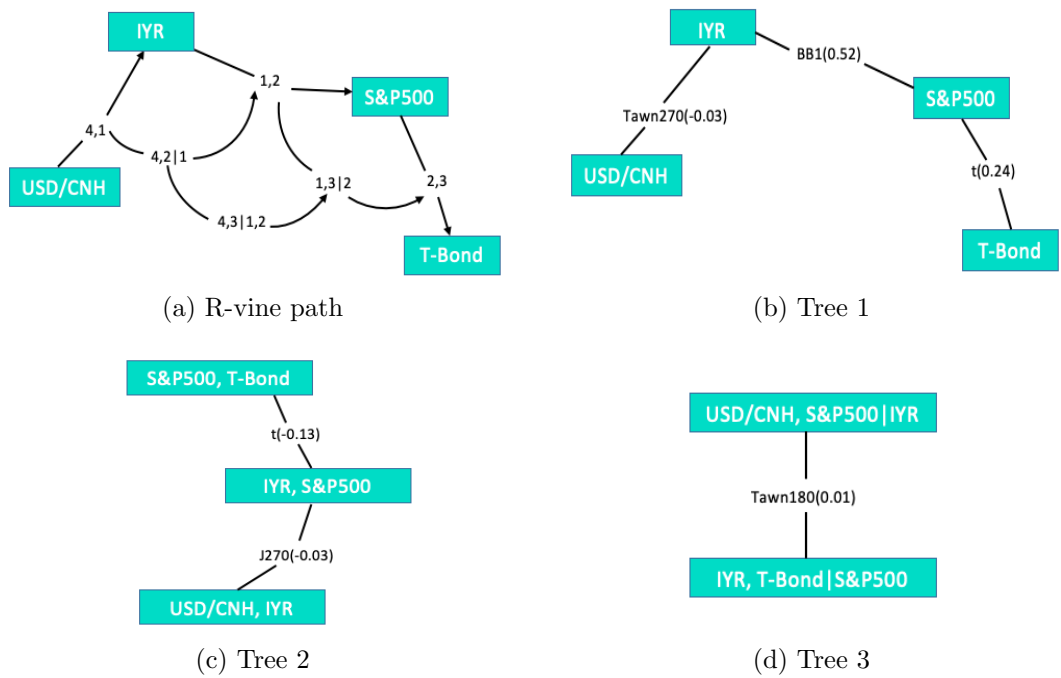 IYR
1,2
S&P500
4,1
4,2|1
USD/CNH
1,3|2
2,3
4,3|1,2
T-Bond
(a) R-vine path
IYR
BB1(0.52)
S&P500
Tawn270(-0.03)
USD/CNH
t(0.24)
T-Bond
(b) Tree 1
S&P500, T-Bond
t(-0.13)
IYR, S&P500
J270(-0.03)
USD/CNH, IYR
(c) Tree 2
USD/CNH, S&P500|IYR
Tawn180(0.01)
IYR, T-Bond|S&P500
(d) Tree 3